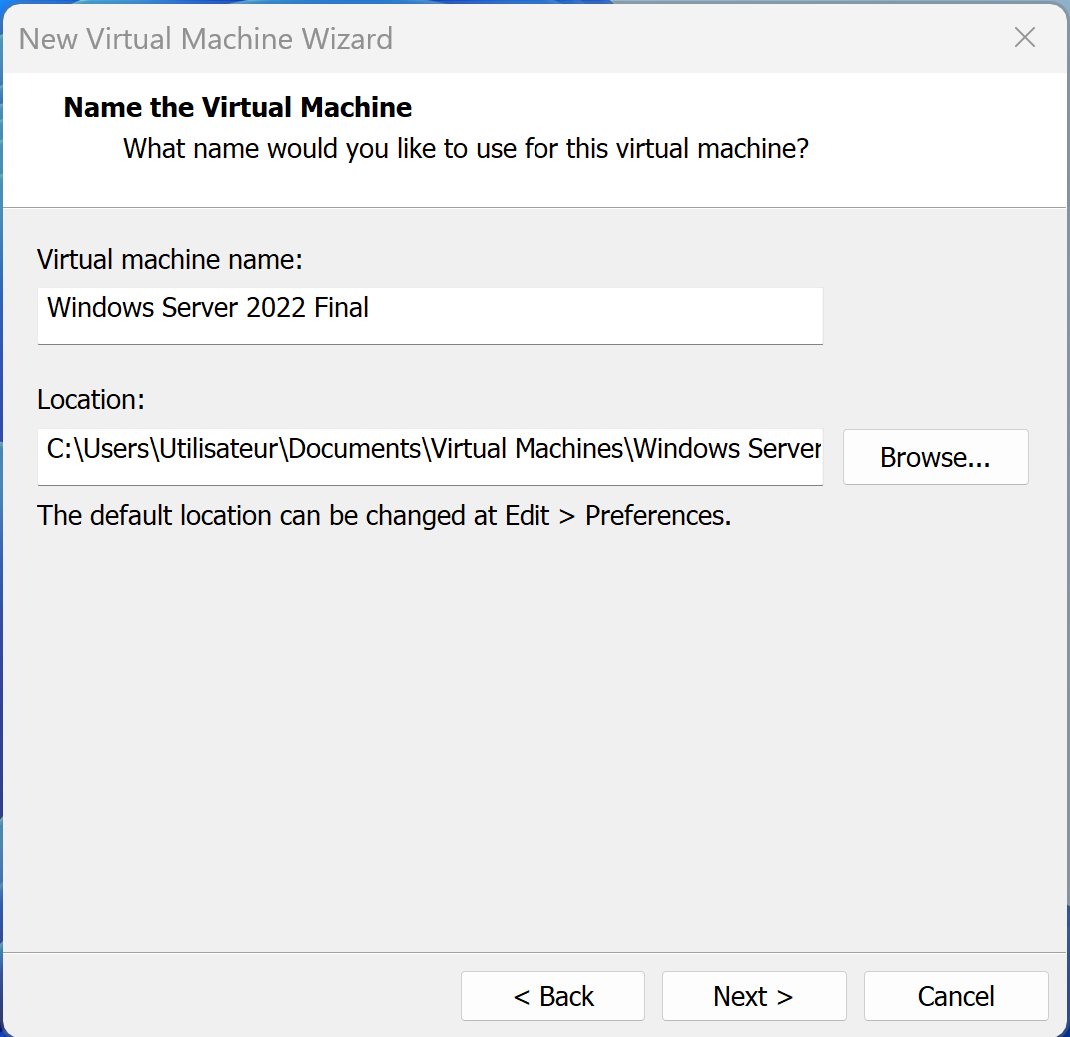 New Virtual Machine Wizard
Name the Virtual Machine
What name would you like to use for this virtual machine?
Virtual machine name:
Windows Server 2022 Final
Location:
C:\Users\Utilisateur\Documents\Virtual Machines\Windows Server
Browse...
The default location can be changed at Edit > Preferences.
< Back
Next >
Cancel